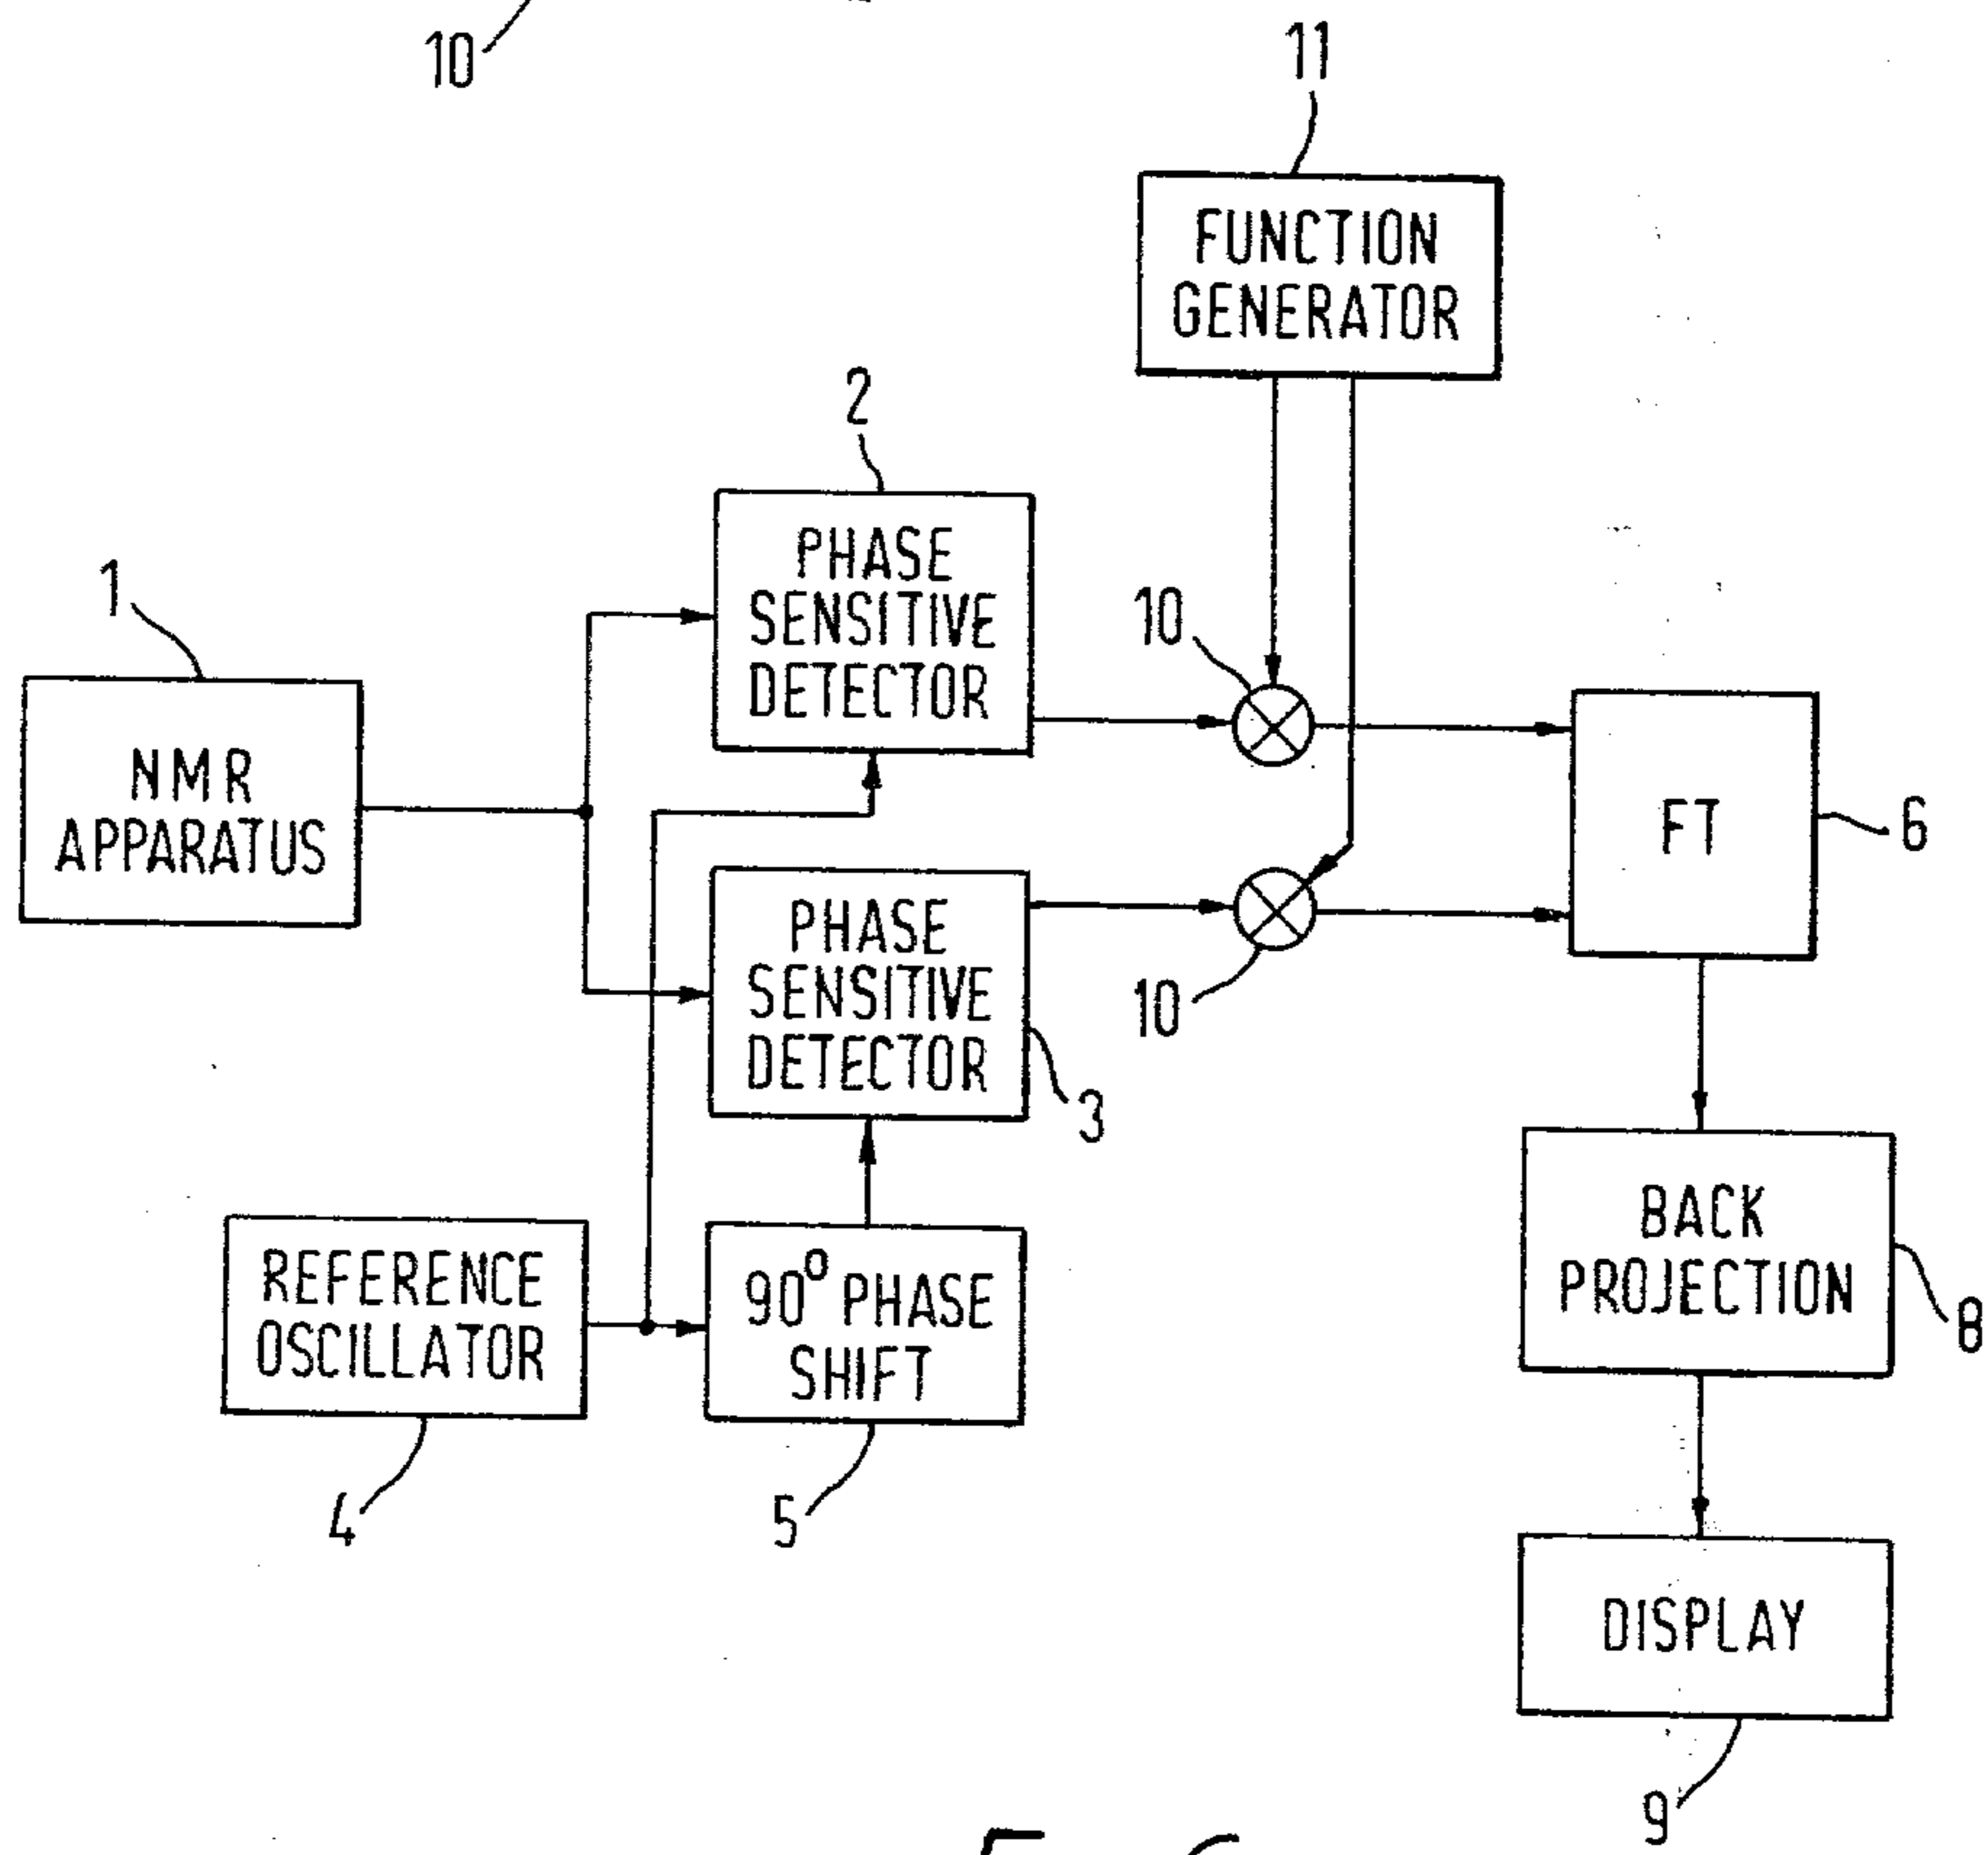 10
11
FUNCTION
GENERATOR
2
PHASE
SENSITIVE
DETECTOR
1
NMR
APPARATUS
10
FT
6
PHASE
SENSITIVE
DETECTOR
10
3
BACK
PROJECTION
8
REFERENCE
OSCILLATOR
90° PHASE
SHIFT
4
5
DISPLAY
9